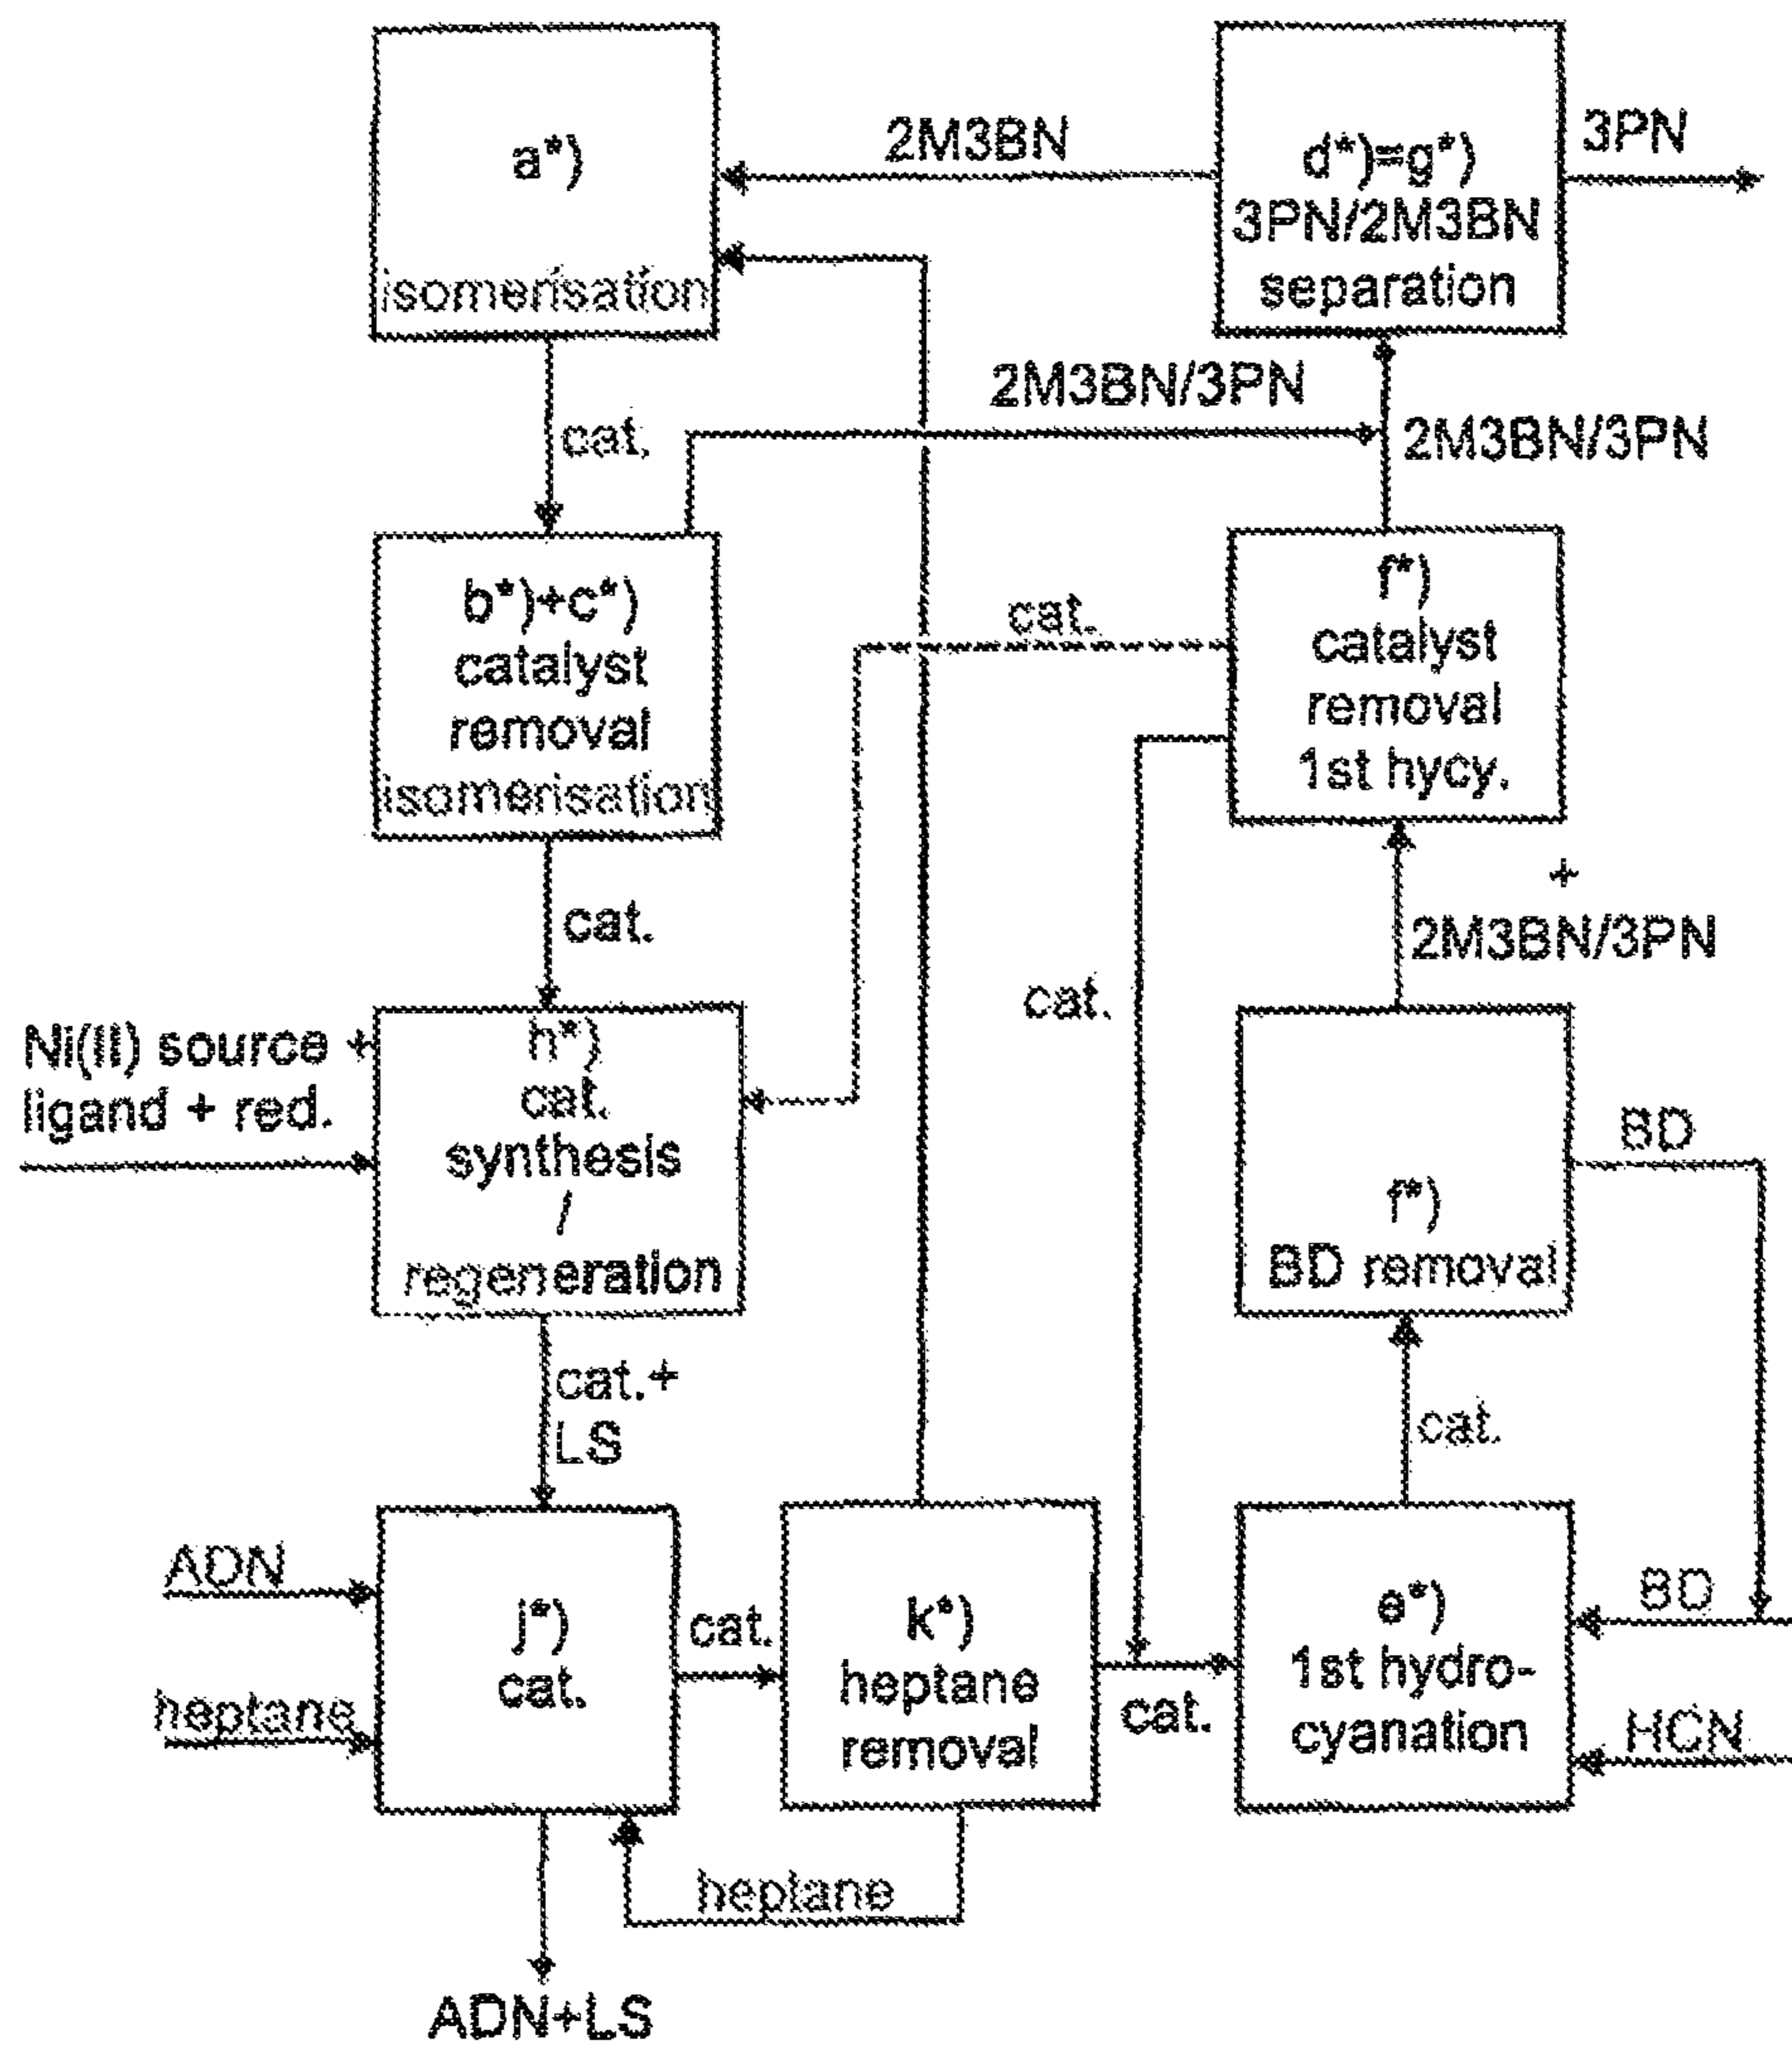 a*)
isomerisation
2M3BN
d*)=g*)
3PN/2M3BN
separation
3PN
2M3BN/3PN
2M3BN/3PN
cat.
b*)+c*)
catalyst
removal
isomerisation
cat.
f*)
catalyst
removal
1st hycy.
cat.
+
2M3BN/3PN
cat.
Ni(II) source +
ligand + red.
h*)
cat.
synthesis
/
regeneration
f*)
BD removal
BD
cat.+
LS
cat.
ADN
heptane
j*)
cat.
cat.
k*)
heptane
removal
cat.
e*)
1st hydro-
cyanation
BD
HCN
heptane
ADN+LS